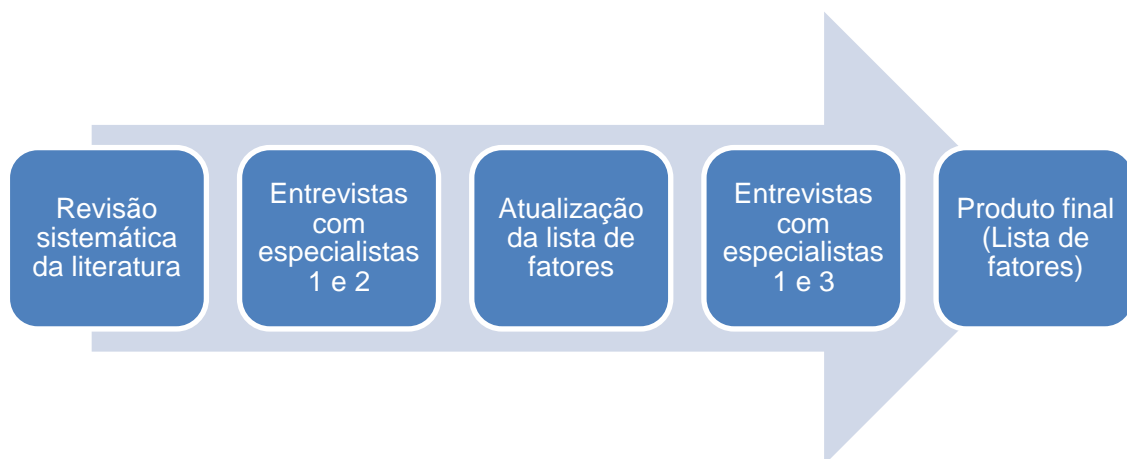 Revisão
sistemática
da literatura
Entrevistas
com
especialistas
1 e 2
Atualização
da lista de
fatores
Entrevistas
com
especialistas
1 e 3
Produto final
(Lista de
fatores)